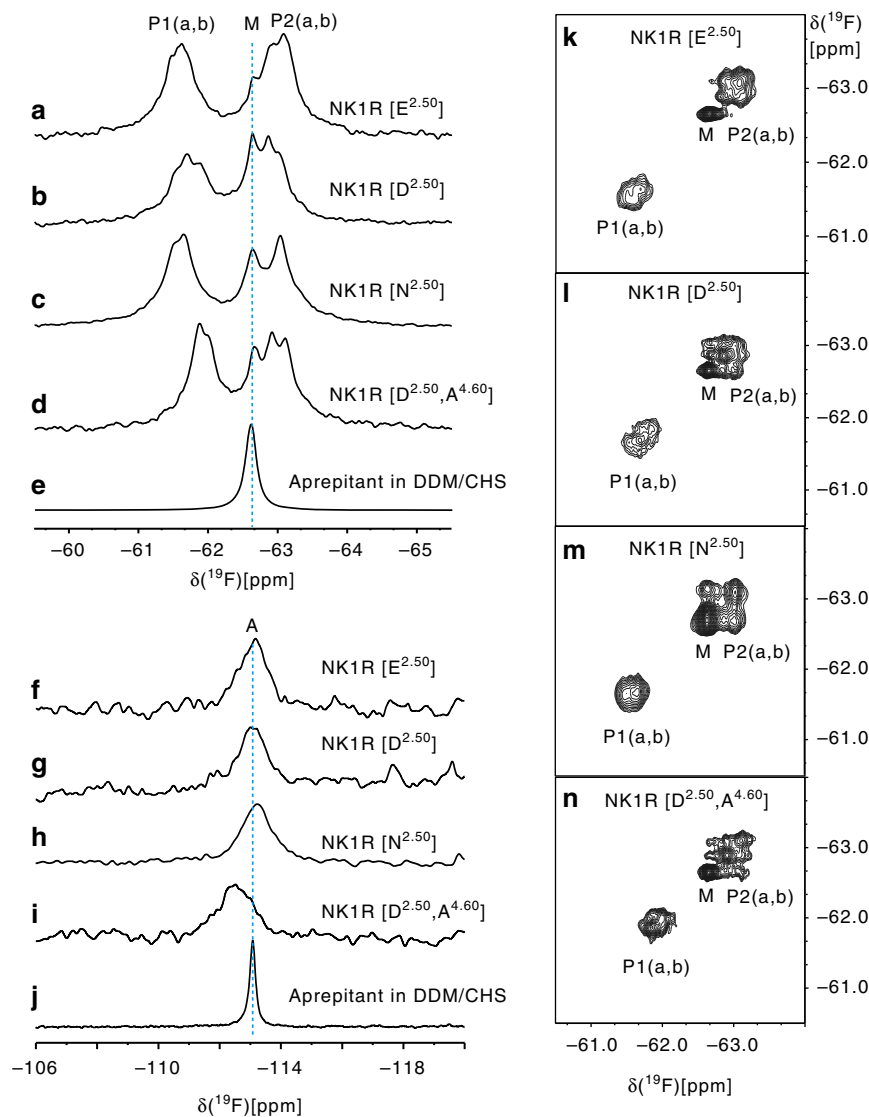 P1(a,b) M P2(a,b)
a NK1R [E2.50]
b NK1R [D2.50]
c NK1R [N2.50]
d NK1R [D2.50,A4.60]
e Aprepitant in DDM/CHS
−60 −61 −62 −63 −64 −65
δ(19F)[ppm]
A
f NK1R [E2.50]
g NK1R [D2.50]
h NK1R [N2.50]
i NK1R [D2.50,A4.60]
j Aprepitant in DDM/CHS
−106 −110 −114 −118
δ(19F)[ppm]
δ(19F)
[ppm]
k NK1R [E2.50]
−63.0
M P2(a,b)
−62.0
P1(a,b)
−61.0
l NK1R [D2.50]
−63.0
M P2(a,b)
−62.0
P1(a,b)
−61.0
m NK1R [N2.50]
−63.0
M P2(a,b)
−62.0
P1(a,b)
−61.0
n NK1R [D2.50,A4.60]
−63.0
M P2(a,b)
−62.0
P1(a,b)
−61.0
−61.0 −62.0 −63.0
δ(19F)[ppm]